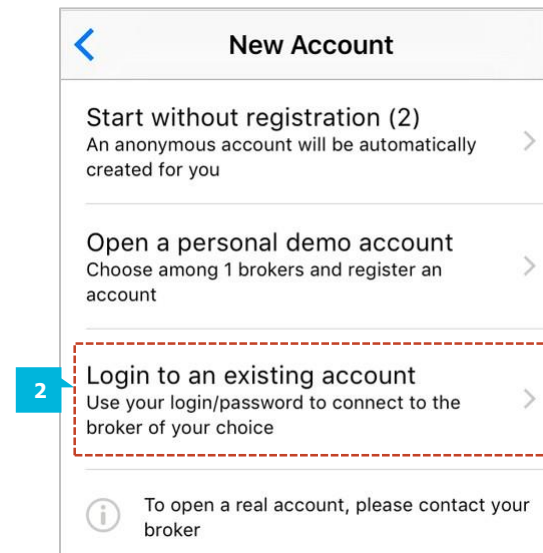 New Account
Start without registration (2)
An anonymous account will be automatically
created for you
Open a personal demo account
Choose among 1 brokers and register an
account
2
Login to an existing account
Use your login/password to connect to the
broker of your choice
To open a real account, please contact your
broker